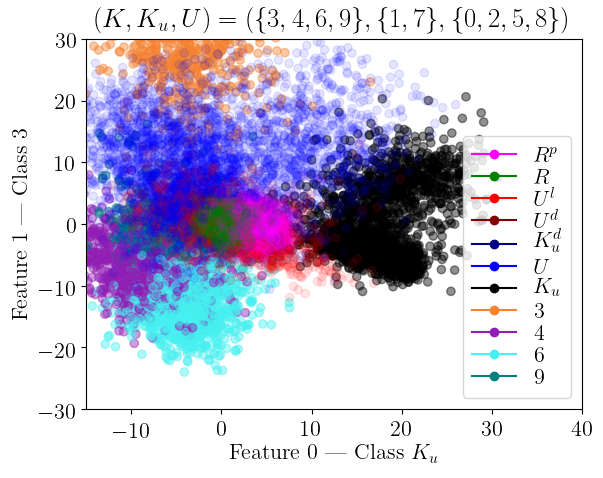 (K, K_u, U) = ({3, 4, 6, 9}, {1, 7}, {0, 2, 5, 8})
Feature 1 — Class 3
30
20
10
0
−10
−20
−30
R^p
R
U^l
U^d
K_u^d
U
K_u
3
4
6
9
−10 0 10 20 30 40
Feature 0 — Class K_u